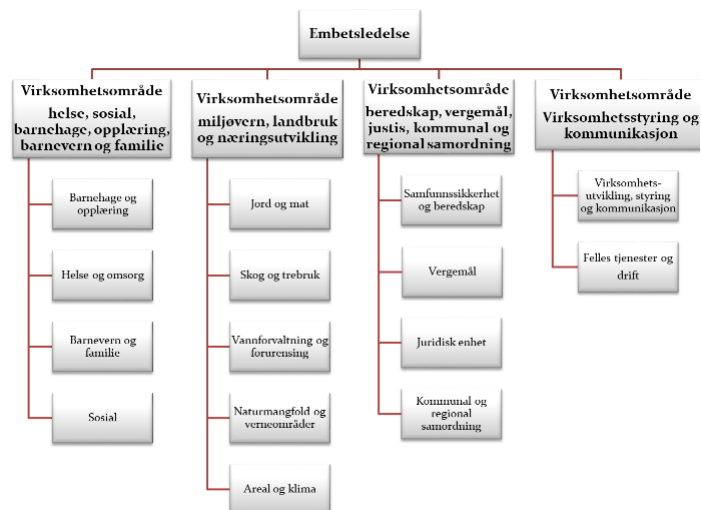 Embetsledelse
Virksomhetsområde
helse, sosial,
barnehage, opplæring,
barnevern og familie
Barnehage og
opplæring
Helse og omsorg
Barnevern og
familie
Sosial
Virksomhetsområde
miljøvern, landbruk
og næringsutvikling
Jord og mat
Skog og trebruk
Vannforvaltning og
forurensing
Naturmangfold og
verneområder
Areal og klima
Virksomhetsområde
beredskap, vergemål,
justis, kommunal og
regional samordning
Samfunnssikkerhet
og beredskap
Vergemål
Juridisk enhet
Kommunal og
regional
samordning
Virksomhetsområde
Virksomhetsstyring og
kommunikasjon
Virksomhets-
utvikling, styring
og kommunikasjon
Felles tjenester og
drift